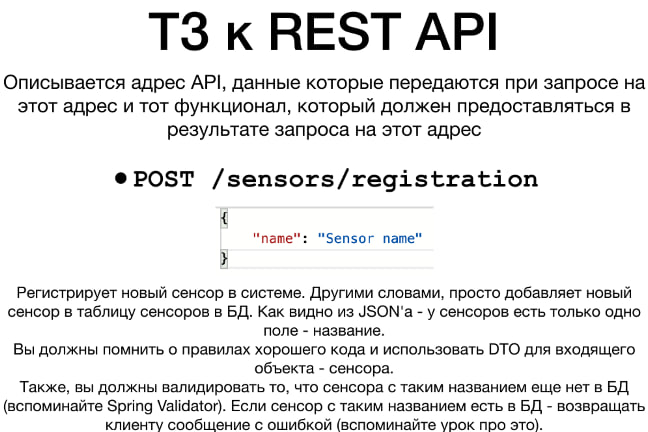 ТЗ к REST API
Описывается адрес API, данные которые передаются при запросе на
этот адрес и тот функционал, который должен предоставляться в
результате запроса на этот адрес
● POST /sensors/registration
{
"name": "Sensor name"
}
Регистрирует новый сенсор в системе. Другими словами, просто добавляет новый
сенсор в таблицу сенсоров в БД. Как видно из JSON'а - у сенсоров есть только одно
поле - название.
Вы должны помнить о правилах хорошего кода и использовать DTO для входящего
объекта - сенсора.
Также, вы должны валидировать то, что сенсора с таким названием еще нет в БД
(вспоминайте Spring Validator). Если сенсор с таким названием есть в БД - возвращать
клиенту сообщение с ошибкой (вспоминайте урок про это).